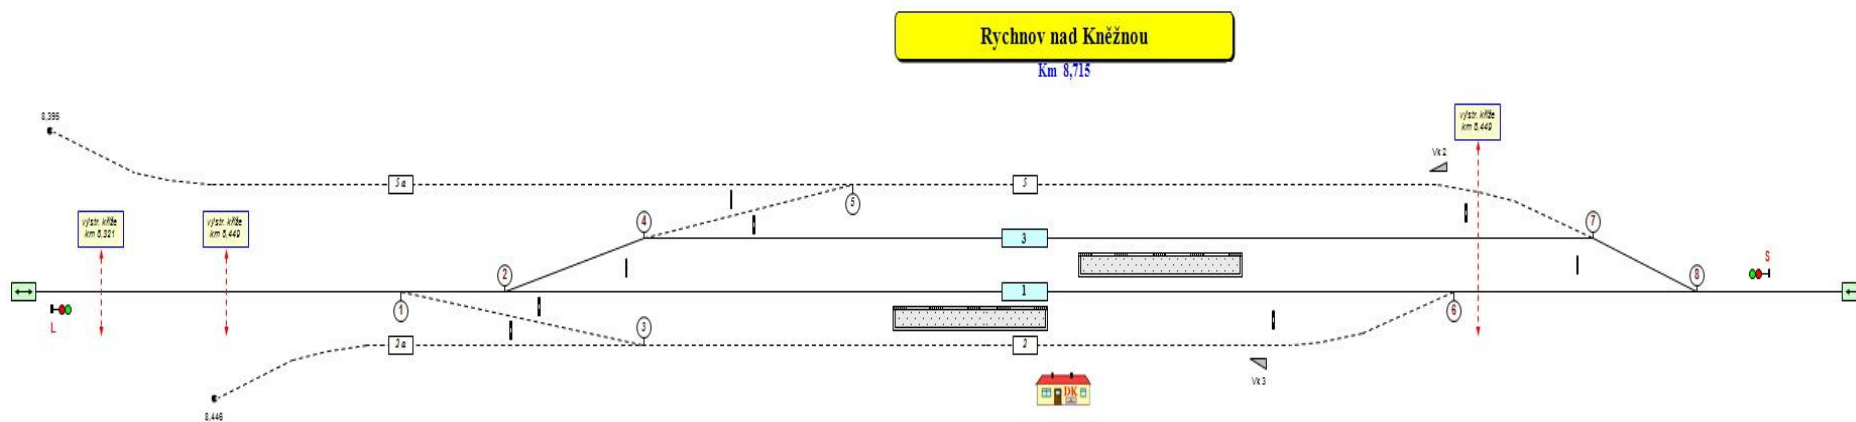 Rychnov nad Kněžnou
Km 8,715
8,395
výstr. kříže
km 8,449
Vk 2
5a
5
5
výstr. kříže
km 8,321
výstr. kříže
km 8,449
4
3
7
2
1
8
S
L
1
3
6
2a
2
Vk 3
DK
8,446